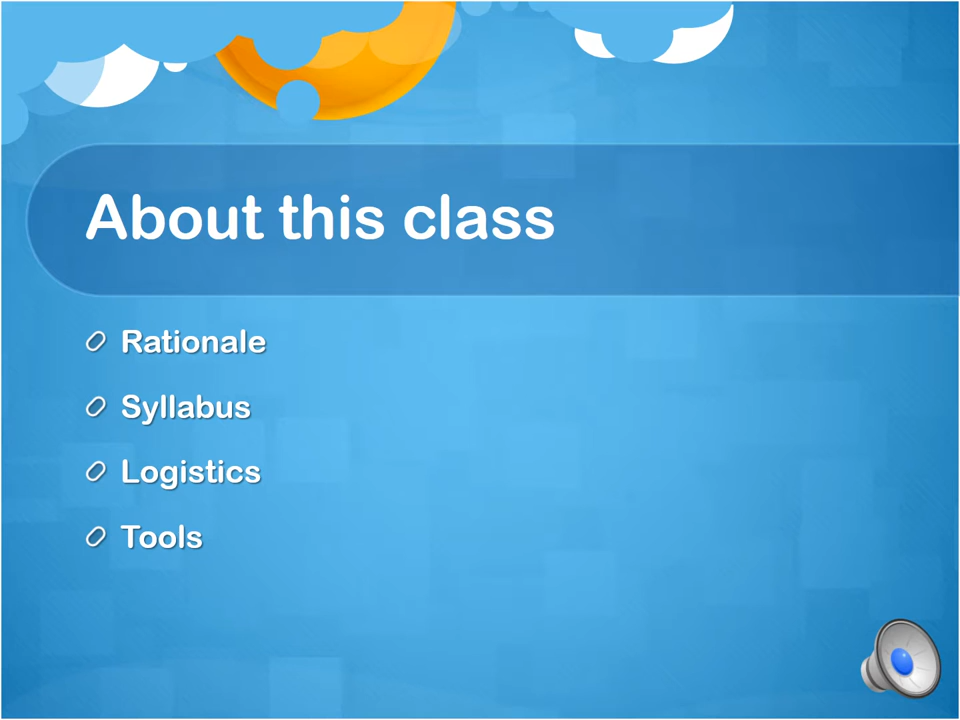 About this class
Rationale
Syllabus
Logistics
Tools